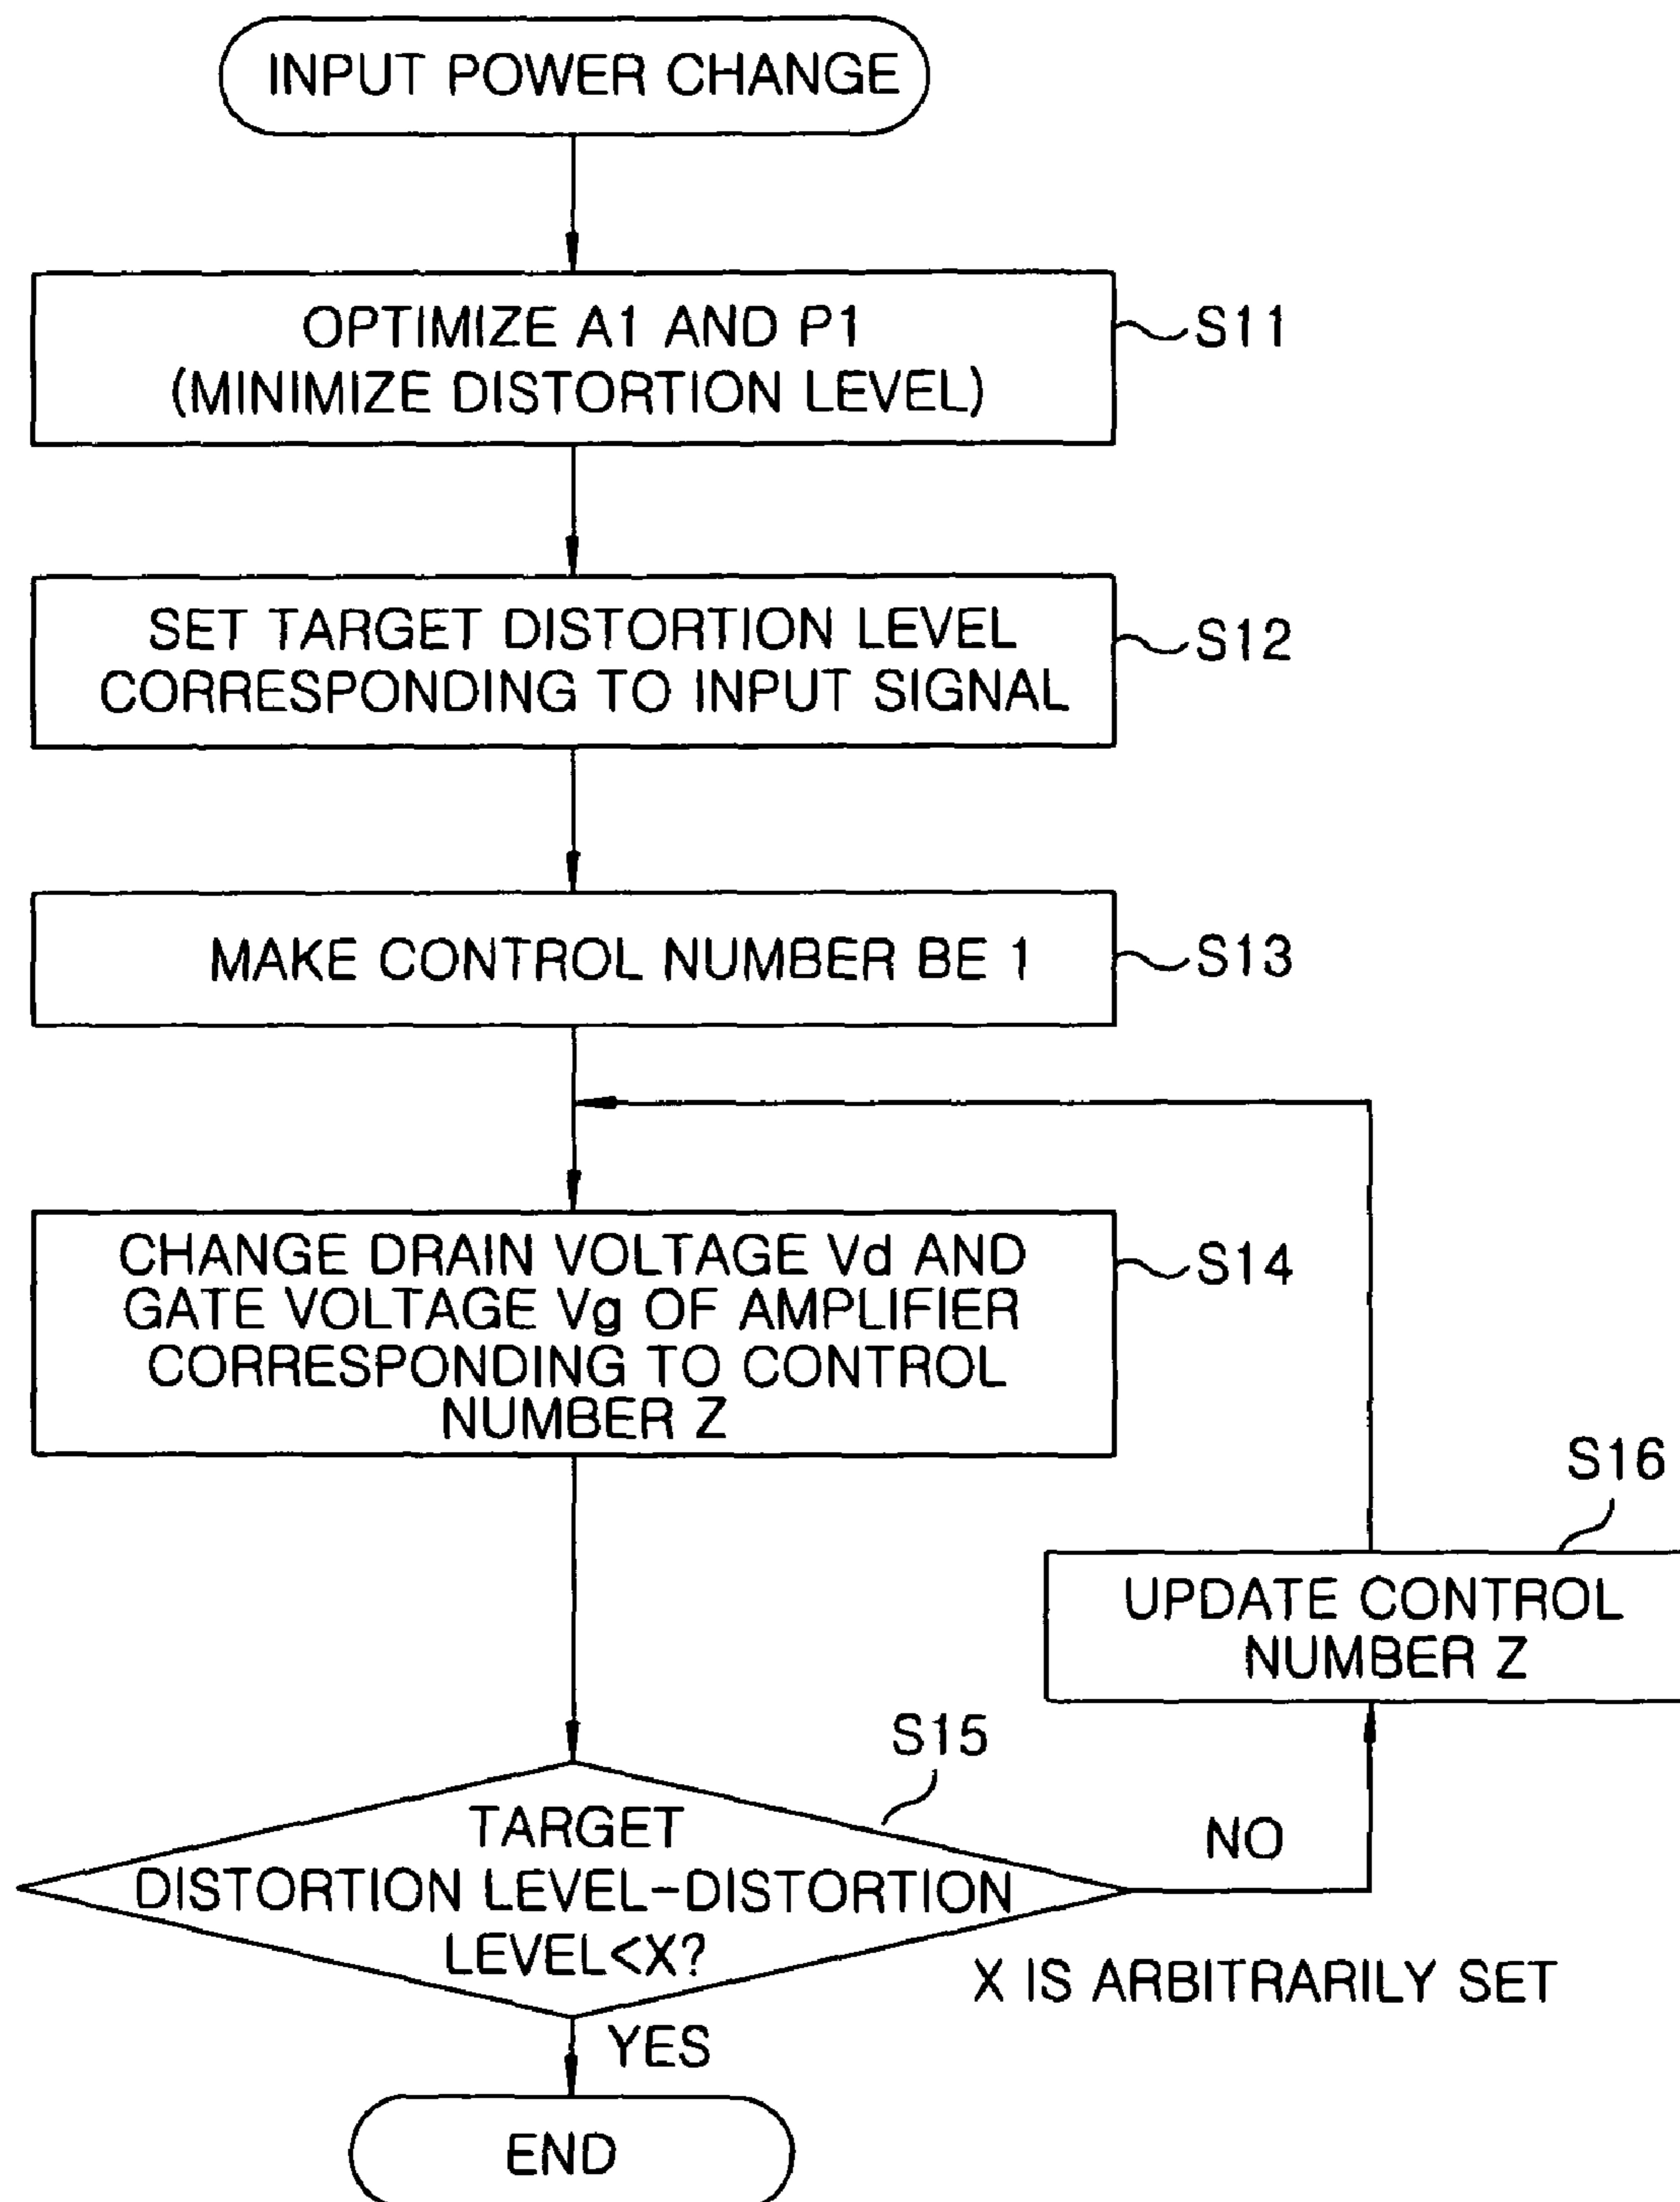 INPUT POWER CHANGE
OPTIMIZE A1 AND P1
(MINIMIZE DISTORTION LEVEL)
S11
SET TARGET DISTORTION LEVEL
CORRESPONDING TO INPUT SIGNAL
S12
MAKE CONTROL NUMBER BE 1
S13
CHANGE DRAIN VOLTAGE Vd AND
GATE VOLTAGE Vg OF AMPLIFIER
CORRESPONDING TO CONTROL
NUMBER Z
S14
S16
UPDATE CONTROL
NUMBER Z
S15
TARGET
DISTORTION LEVEL-DISTORTION
LEVEL<X?
NO
X IS ARBITRARILY SET
YES
END